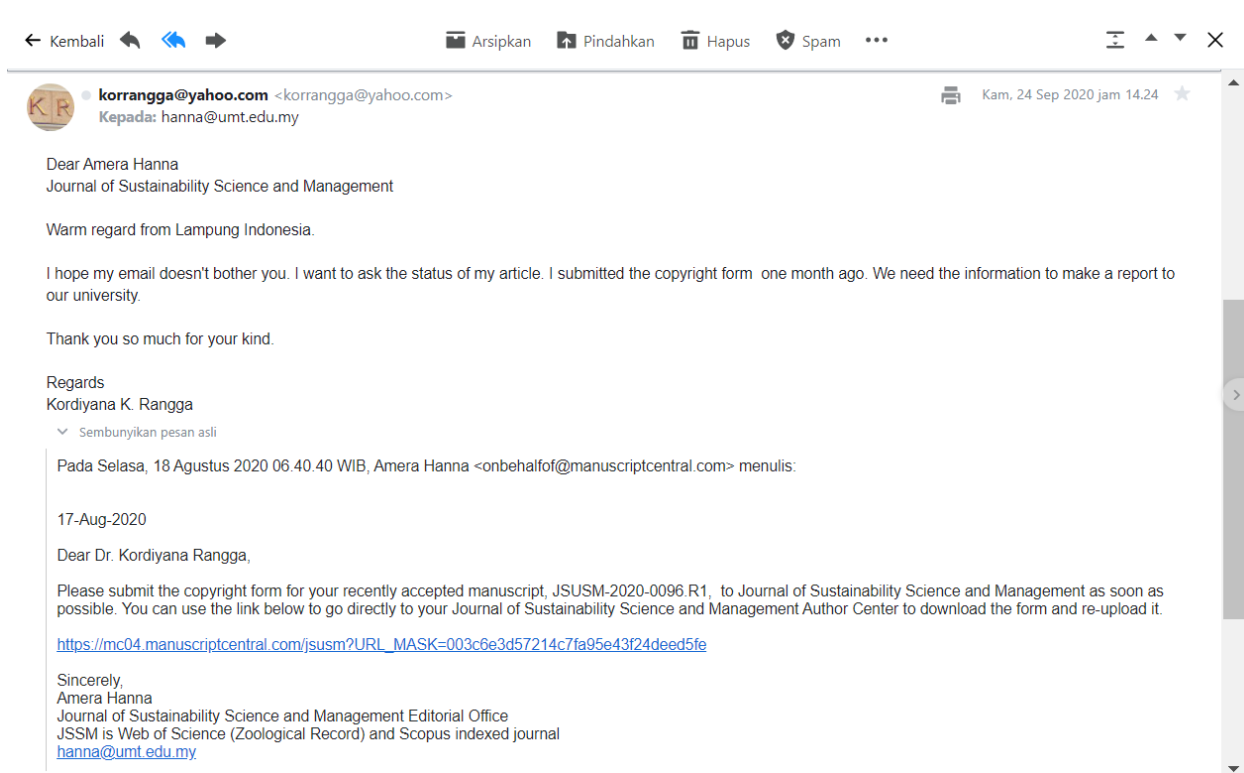 Kembali
Arsipkan
Pindahkan
Hapus
Spam
KR
korrangga@yahoo.com <korrangga@yahoo.com>
Kam, 24 Sep 2020 jam 14.24
Kepada: hanna@umt.edu.my
Dear Amera Hanna
Journal of Sustainability Science and Management
Warm regard from Lampung Indonesia.
I hope my email doesn't bother you. I want to ask the status of my article. I submitted the copyright form  one month ago. We need the information to make a report to
our university.
Thank you so much for your kind.
Regards
Kordiyana K. Rangga
Sembunyikan pesan asli
Pada Selasa, 18 Agustus 2020 06.40.40 WIB, Amera Hanna <onbehalfof@manuscriptcentral.com> menulis:
17-Aug-2020
Dear Dr. Kordiyana Rangga,
Please submit the copyright form for your recently accepted manuscript, JSUSM-2020-0096.R1,  to Journal of Sustainability Science and Management as soon as
possible. You can use the link below to go directly to your Journal of Sustainability Science and Management Author Center to download the form and re-upload it.
https://mc04.manuscriptcentral.com/jsusm?URL_MASK=003c6e3d57214c7fa95e43f24deed5fe
Sincerely,
Amera Hanna
Journal of Sustainability Science and Management Editorial Office
JSSM is Web of Science (Zoological Record) and Scopus indexed journal
hanna@umt.edu.my